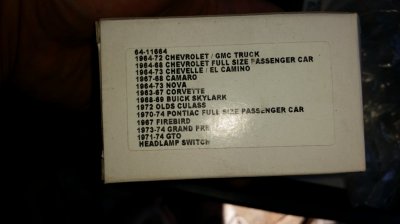 64-11664
1964-72 CHEVROLET / GMC TRUCK
1964-68 CHEVROLET FULL SIZE PASSENGER CAR
1964-73 CHEVELLE / EL CAMINO
1967-68 CAMARO
1964-73 NOVA
1963-67 CORVETTE
1968-69 BUICK SKYLARK
1972 OLDS CULASS
1970-74 PONTIAC FULL SIZE PASSENGER CAR
1967 FIREBIRD
1973-74 GRAND PRE
1971-74 GTO
HEADLAMP SWITCH